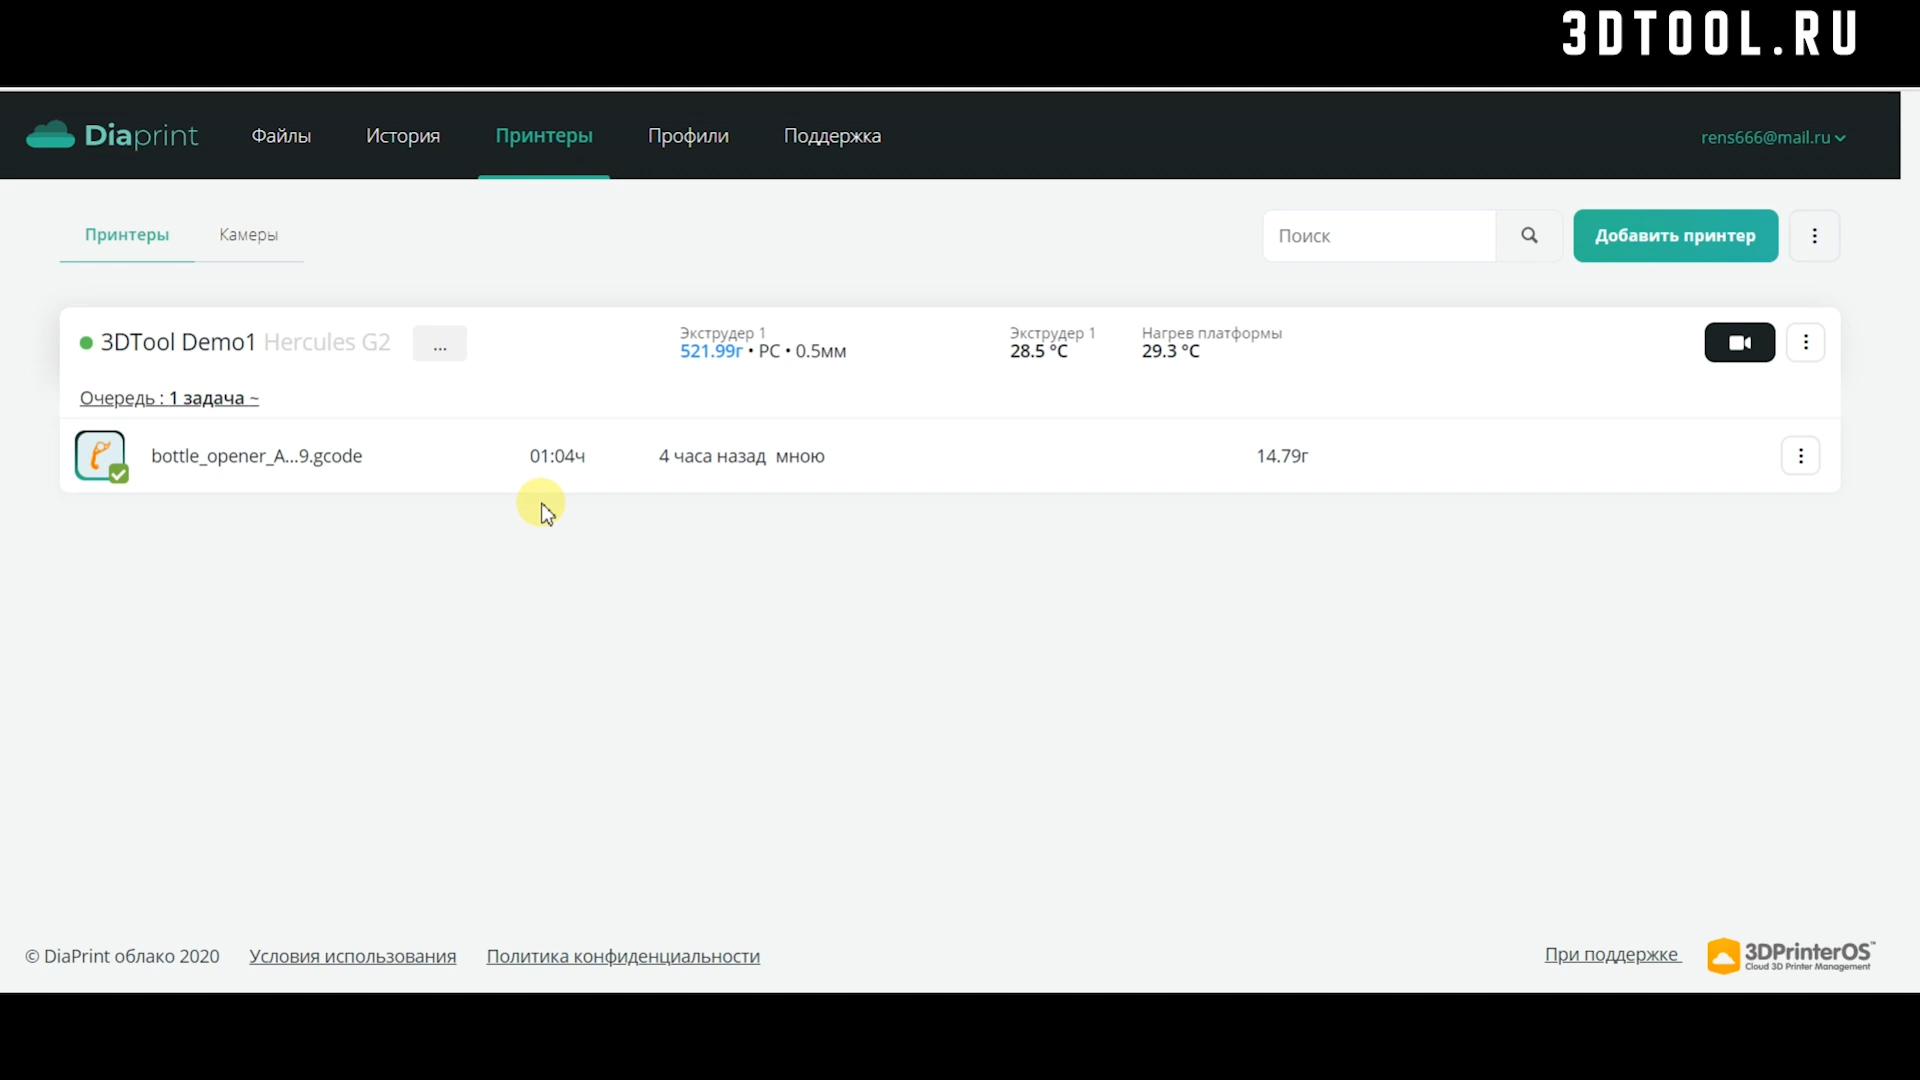 3DTOOL.RU
Diaprint Файлы История Принтеры Профили Поддержка rens666@mail.ru
Принтеры Камеры Поиск Добавить принтер
3DTool Demo1 Hercules G2 ... Экструдер 1 Экструдер 1 Нагрев платформы
521.99г • PC • 0.5мм 28.5 °C 29.3 °C
Очередь : 1 задача ~
bottle_opener_A...9.gcode 01:04ч 4 часа назад мною 14.79г
© DiaPrint облако 2020 Условия использования Политика конфиденциальности При поддержке 3DPrinterOS™
Cloud 3D Printer Management